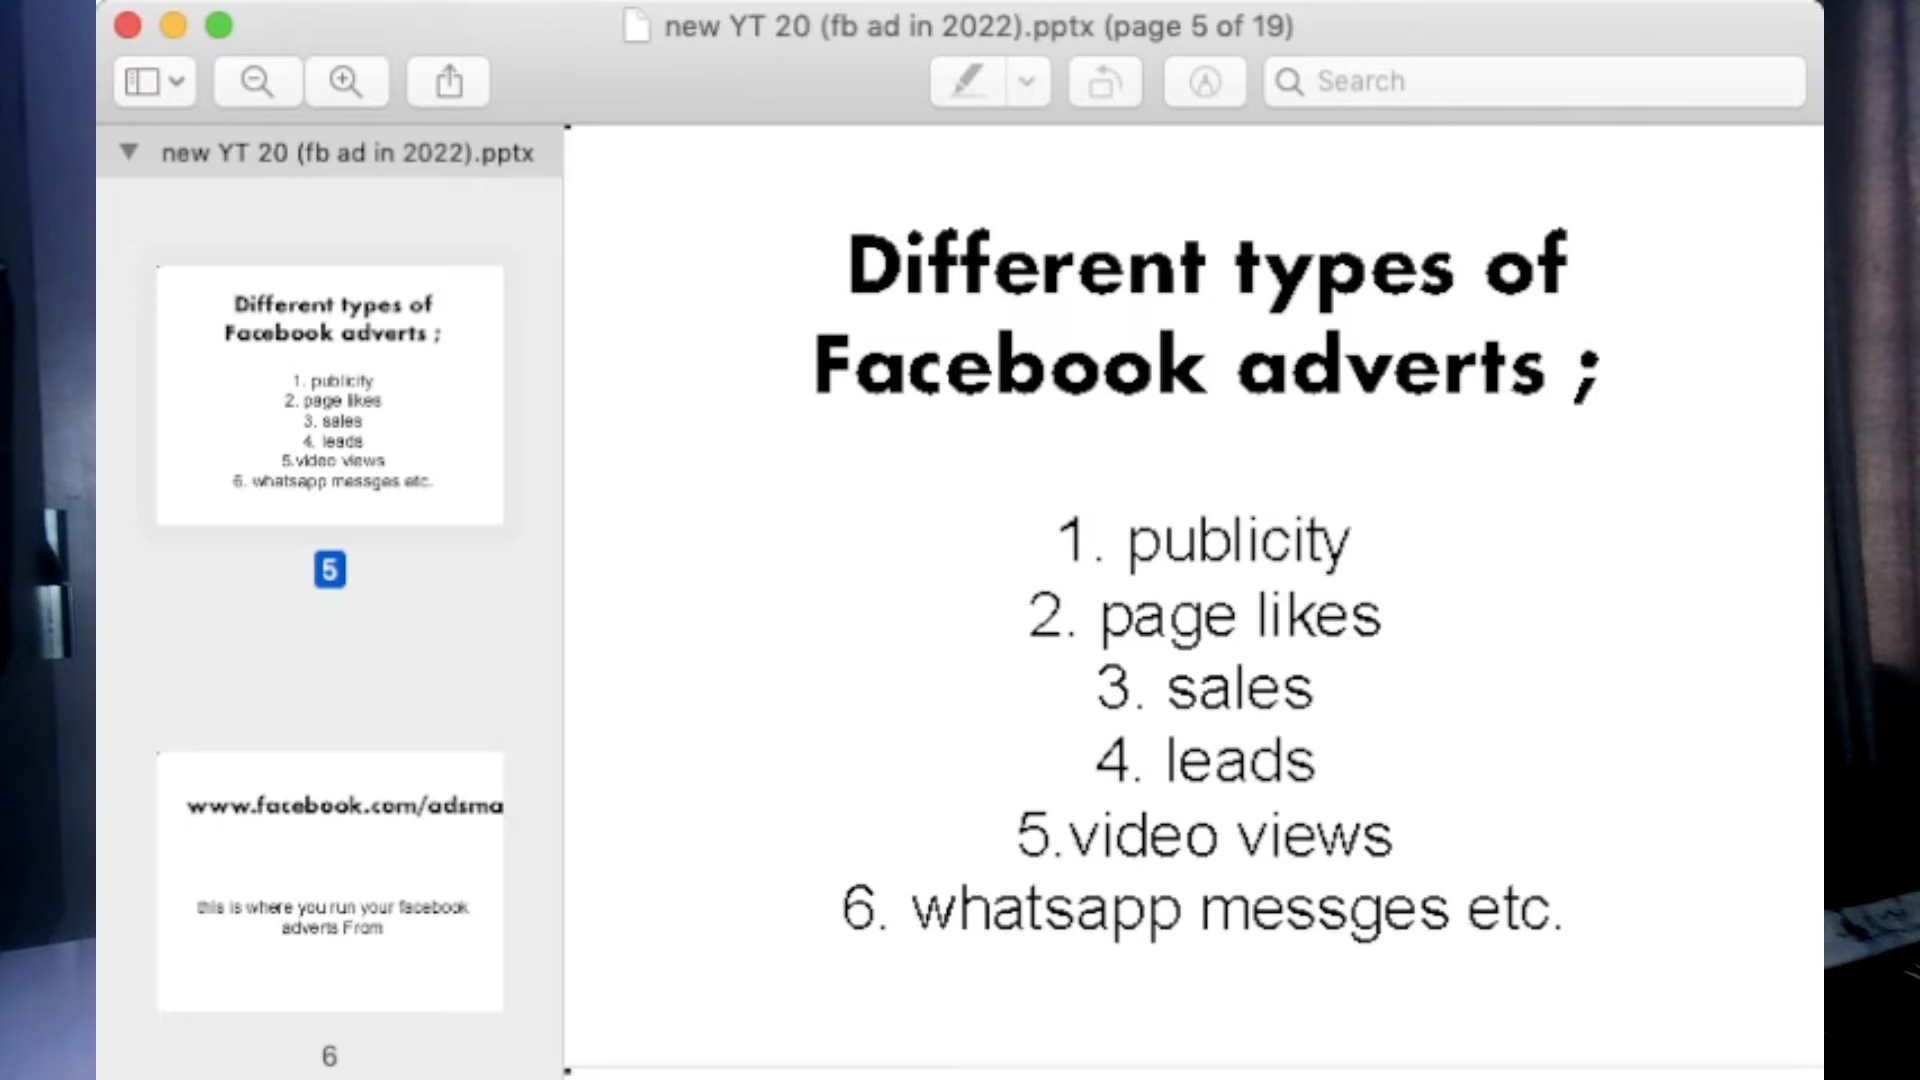 new YT 20 (fb ad in 2022).pptx (page 5 of 19)
Search
new YT 20 (fb ad in 2022).pptx
Different types of
Facebook adverts ;
1. publicity
2. page likes
3. sales
4. leads
5.video views
6. whatsapp messges etc.
5
www.facebook.com/adsma
this is where you run your facebook
adverts From
6
Different types of
Facebook adverts ;
1. publicity
2. page likes
3. sales
4. leads
5.video views
6. whatsapp messges etc.